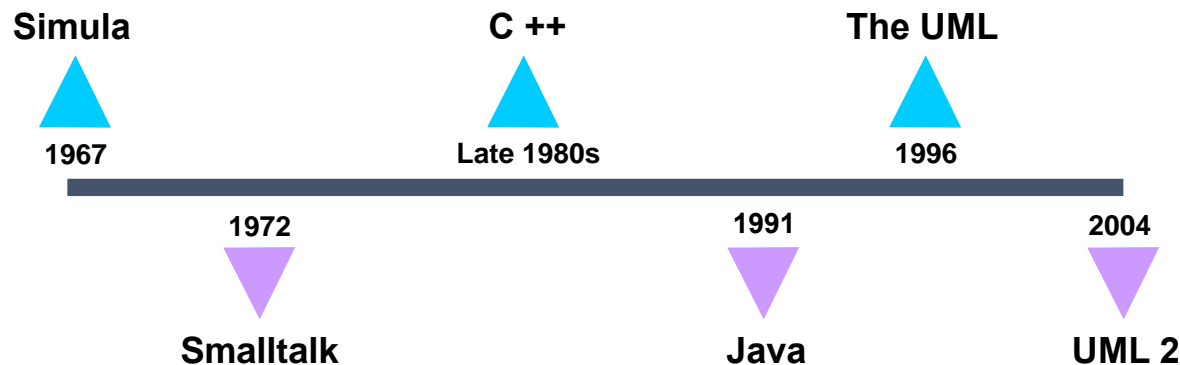 Simula
C ++
The UML
1967
Late 1980s
1996
1972
1991
2004
Smalltalk
Java
UML 2